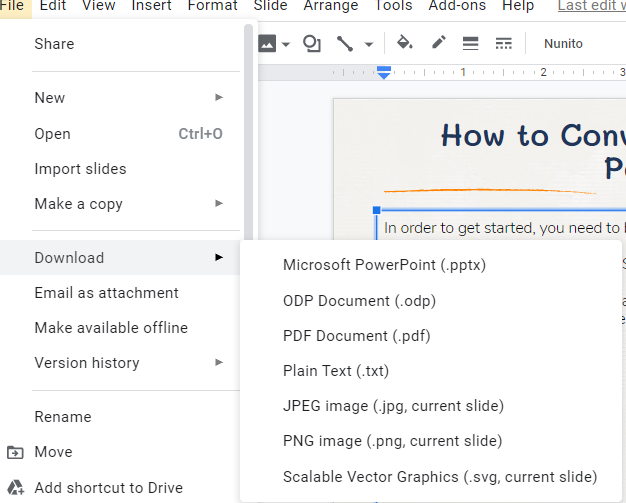 File Edit View Insert Format Slide Arrange Tools Add-ons Help Last edit
Share
Nunito
1 2 3
New
Open Ctrl+O
Import slides
Make a copy
How to
In order to get started, you need to
Download
Email as attachment
Make available offline
Version history
Rename
Move
Add shortcut to Drive
Microsoft PowerPoint (.pptx)
ODP Document (.odp)
PDF Document (.pdf)
Plain Text (.txt)
JPEG image (.jpg, current slide)
PNG image (.png, current slide)
Scalable Vector Graphics (.svg, current slide)